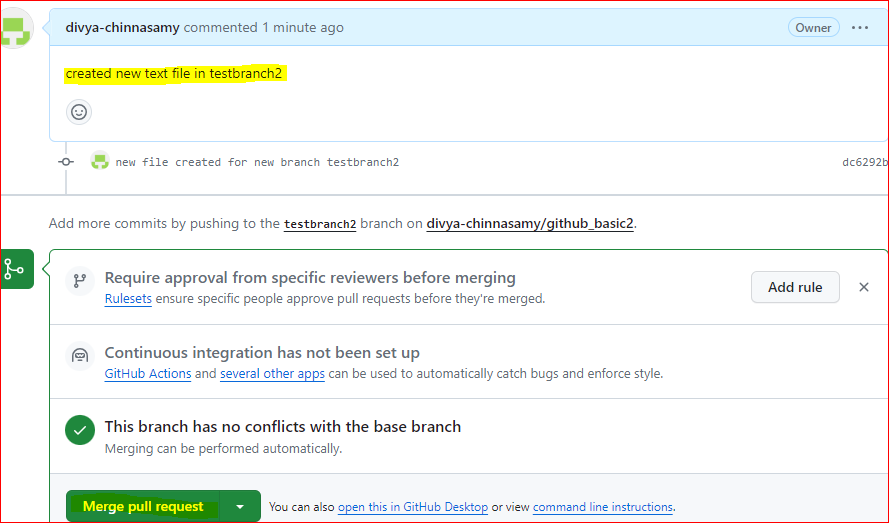 divya-chinnasamy commented 1 minute ago Owner
created new text file in testbranch2
new file created for new branch testbranch2 dc6292b
Add more commits by pushing to the testbranch2 branch on divya-chinnasamy/github_basic2.
Require approval from specific reviewers before merging
Rulesets ensure specific people approve pull requests before they're merged.
Add rule
Continuous integration has not been set up
GitHub Actions and several other apps can be used to automatically catch bugs and enforce style.
This branch has no conflicts with the base branch
Merging can be performed automatically.
Merge pull request You can also open this in GitHub Desktop or view command line instructions.